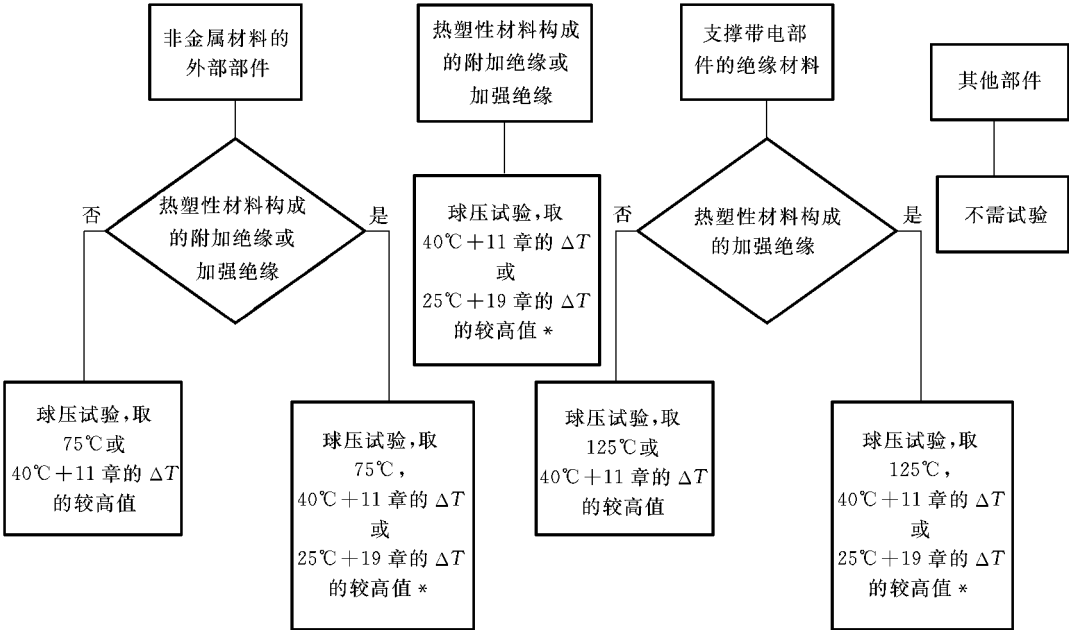 非金属材料的
外部部件
热塑性材料构成
的附加绝缘或
加强绝缘
支撑带电部
件的绝缘材料
其他部件
否
热塑性材料构成
的附加绝缘或
加强绝缘
是
球压试验,取
40℃+11 章的 ΔT
或
25℃+19 章的 ΔT
的较高值 *
否
热塑性材料构成
的加强绝缘
是
不需试验
球压试验,取
75℃或
40℃+11 章的 ΔT
的较高值
球压试验,取
75℃,
40℃+11 章的 ΔT
或
25℃+19 章的 ΔT
的较高值 *
球压试验,取
125℃或
40℃+11 章的 ΔT
的较高值
球压试验,取
125℃,
40℃+11 章的 ΔT
或
25℃+19 章的 ΔT
的较高值 *